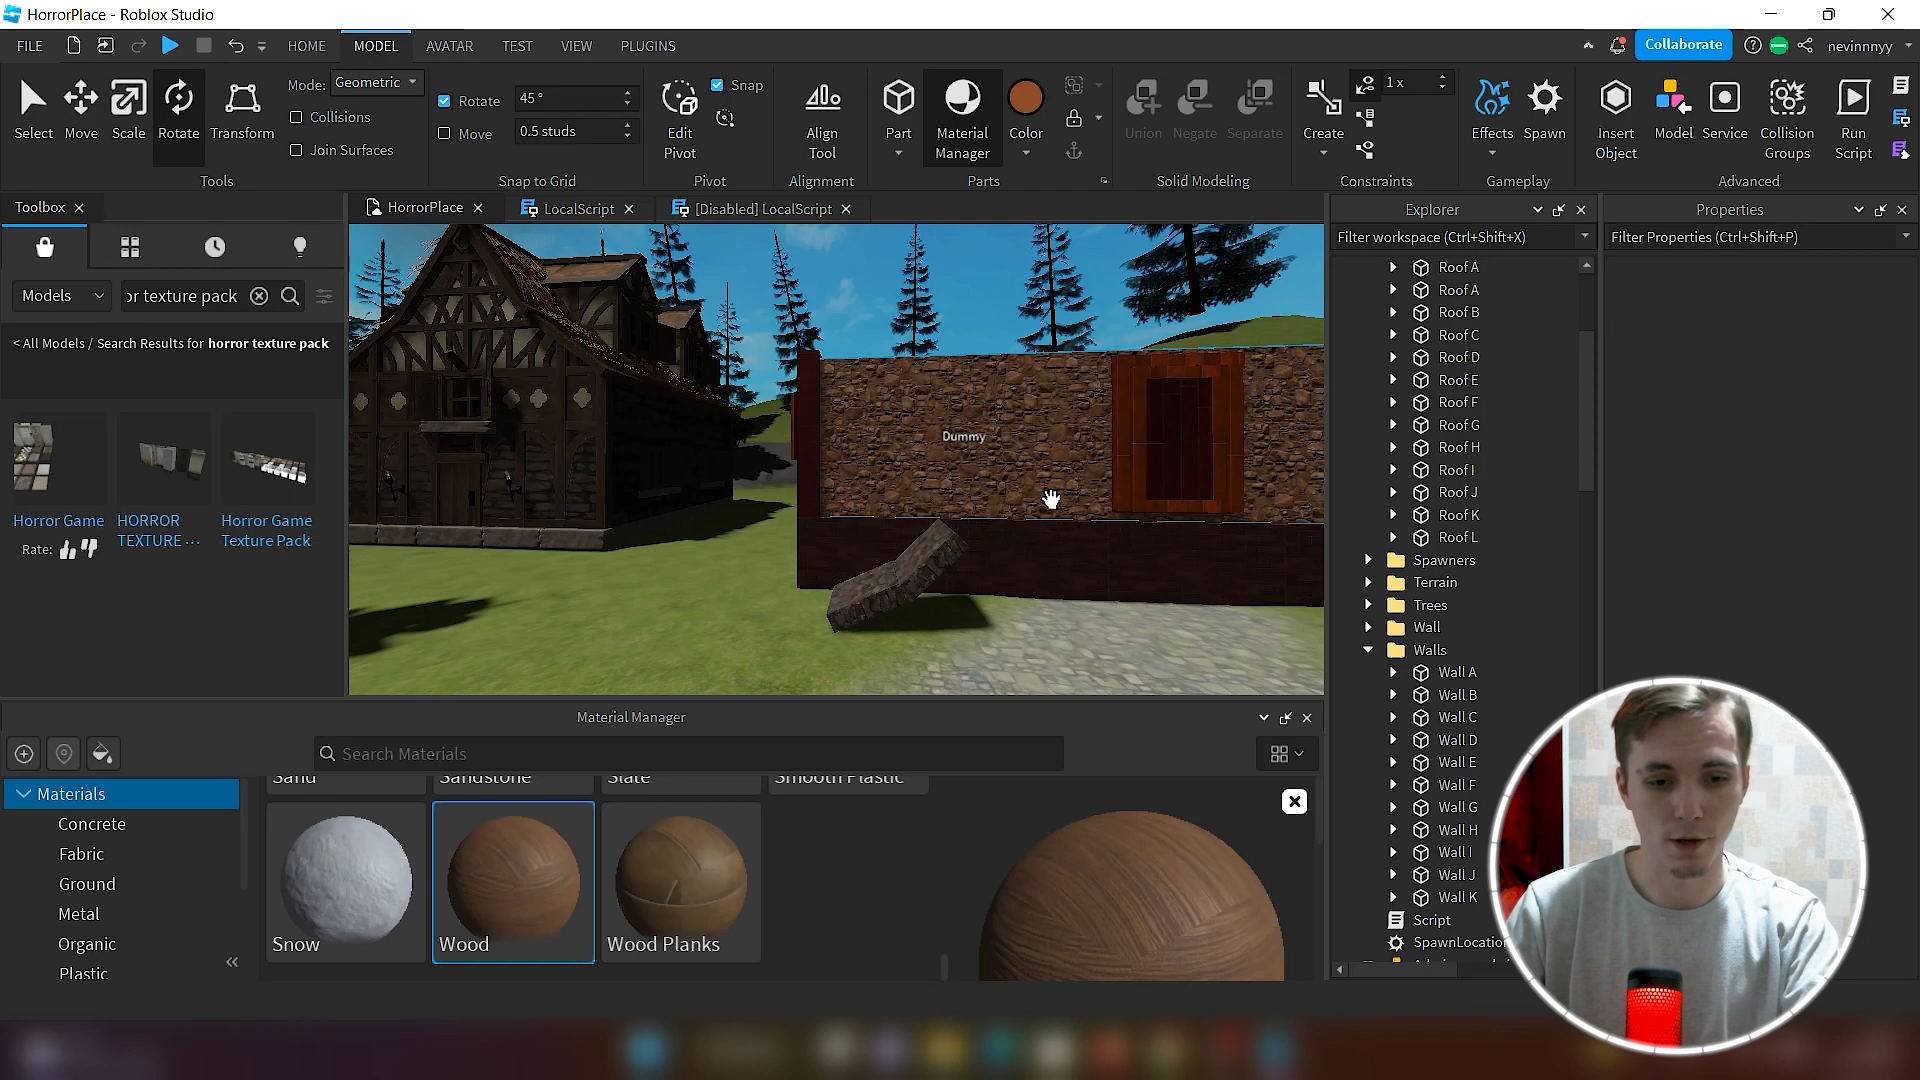 HorrorPlace - Roblox Studio
FILE HOME MODEL AVATAR TEST VIEW PLUGINS Collaborate nevinnnyy
Select Move Scale Rotate Transform
Mode: Geometric
Collisions
Join Surfaces
Tools
Rotate 45 °
Move 0.5 studs
Snap to Grid
Edit Pivot
Snap
Pivot
Align Tool
Alignment
Part Material Manager Color
Parts
Union Negate Separate
Solid Modeling
Create
1 x
Constraints
Effects Spawn
Gameplay
Insert Object Model Service Collision Groups Run Script
Advanced
Toolbox
HorrorPlace LocalScript [Disabled] LocalScript
Explorer
Properties
Models or texture pack
Filter workspace (Ctrl+Shift+X)
Filter Properties (Ctrl+Shift+P)
< All Models / Search Results for horror texture pack
Horror Game
Rate:
HORROR TEXTURE ...
Horror Game Texture Pack
Dummy
Roof A
Roof A
Roof B
Roof C
Roof D
Roof E
Roof F
Roof G
Roof H
Roof I
Roof J
Roof K
Roof L
Spawners
Terrain
Trees
Wall
Walls
Wall A
Wall B
Wall C
Wall D
Wall E
Wall F
Wall G
Wall H
Wall I
Wall J
Wall K
Script
SpawnLocatio
Material Manager
Search Materials
Materials
Concrete
Fabric
Ground
Metal
Organic
Plastic
Sand Sandstone Slate Smooth Plastic
Snow Wood Wood Planks